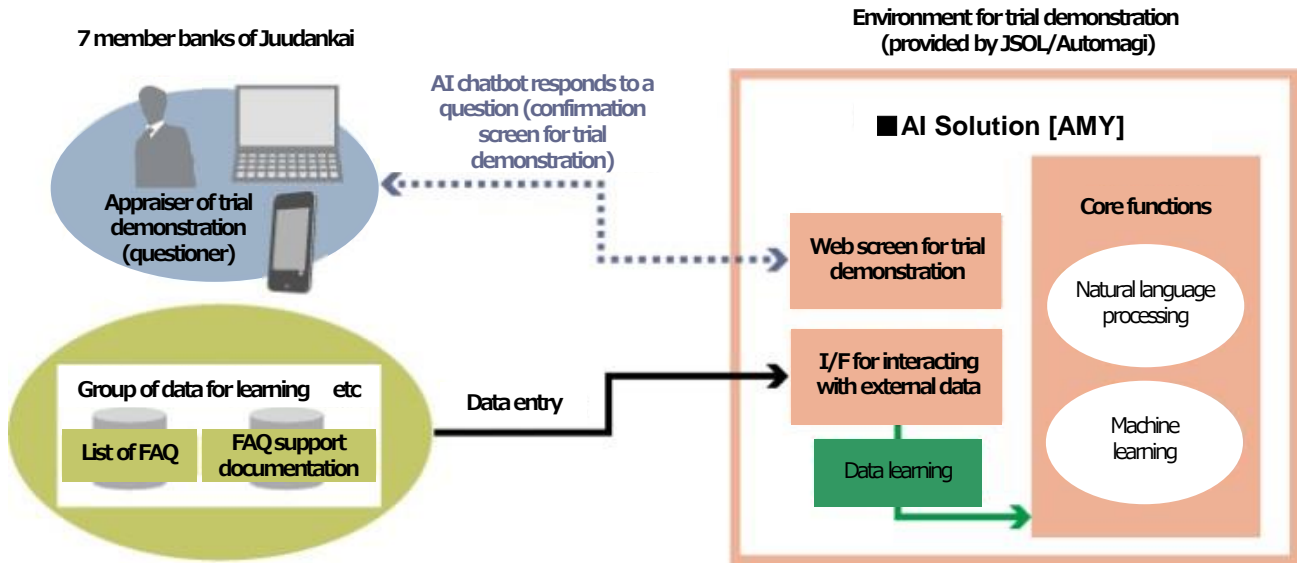 7 member banks of Juudankai
Environment for trial demonstration
(provided by JSOL/Automagi)
AI chatbot responds to a
question (confirmation
screen for trial
demonstration)
Appraiser of trial
demonstration
(questioner)
■AI Solution [AMY]
Web screen for trial
demonstration
I/F for interacting
with external data
Data learning
Core functions
Natural language
processing
Machine
learning
Group of data for learning etc
List of FAQ
FAQ support
documentation
Data entry